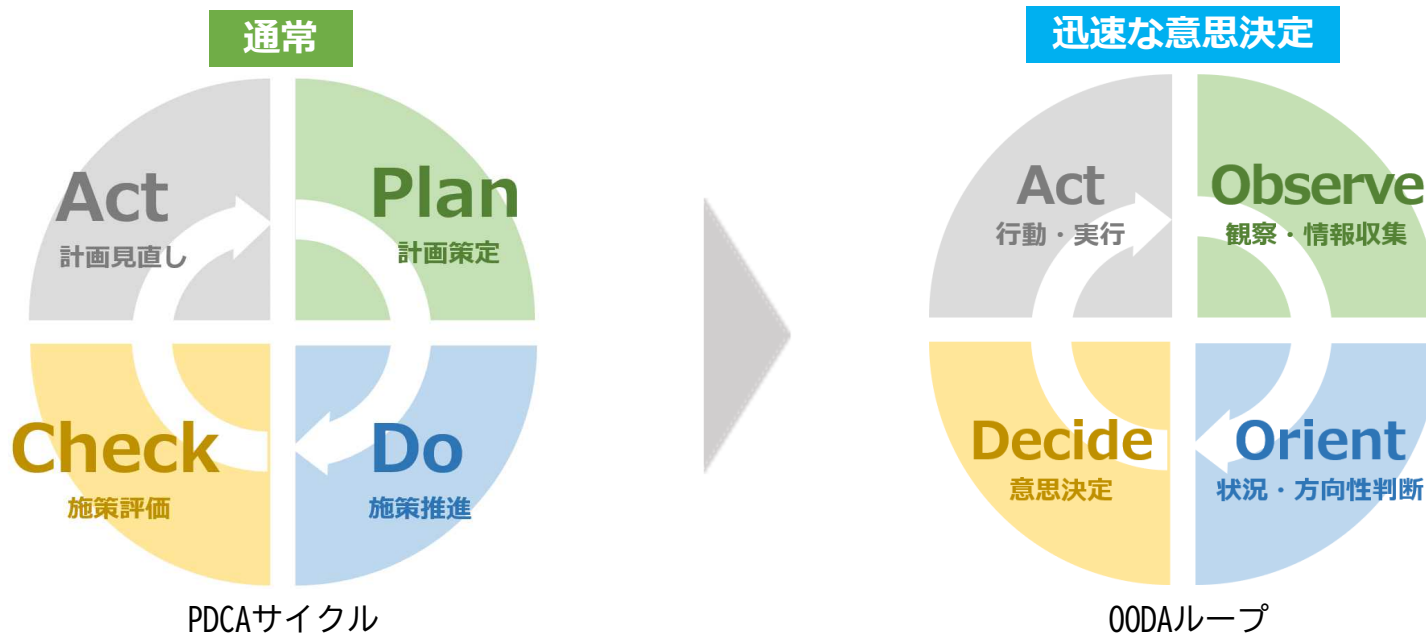 通常
Act
計画見直し
Plan
計画策定
Check
施策評価
Do
施策推進
PDCAサイクル
迅速な意思決定
Act
行動・実行
Observe
観察・情報収集
Decide
意思決定
Orient
状況・方向性判断
OODAループ